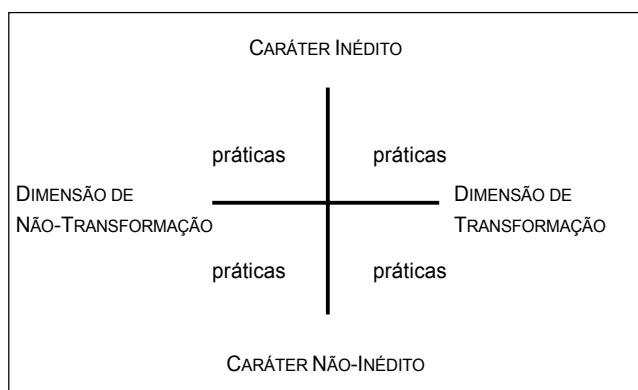 CARÁTER INÉDITO
práticas práticas
DIMENSÃO DE DIMENSÃO DE
NÃO-TRANSFORMAÇÃO TRANSFORMAÇÃO
práticas práticas
CARÁTER NÃO-INÉDITO